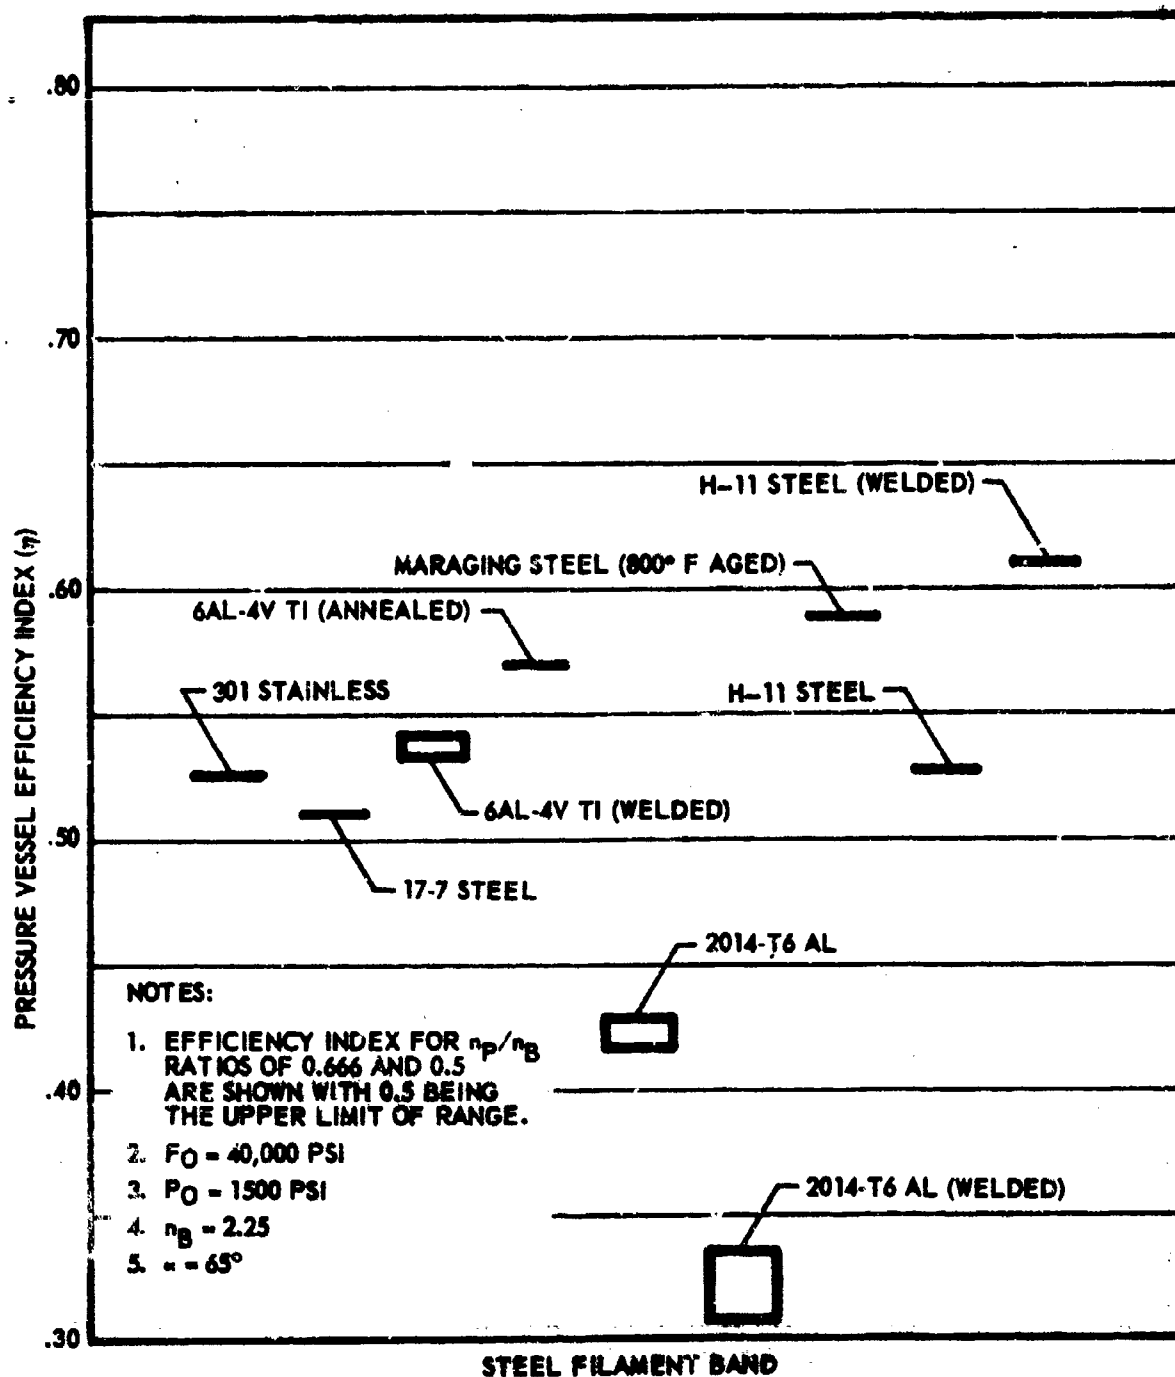 .80
.70
.60
.50
.40
.30
PRESSURE VESSEL EFFICIENCY INDEX (η)
H-11 STEEL (WELDED)
MARAGING STEEL (800° F AGED)
6AL-4V TI (ANNEALED)
301 STAINLESS
H-11 STEEL
6AL-4V TI (WELDED)
17-7 STEEL
2014-T6 AL
NOTES:
1. EFFICIENCY INDEX FOR nP/nB
RATIOS OF 0.666 AND 0.5
ARE SHOWN WITH 0.5 BEING
THE UPPER LIMIT OF RANGE.
2. FO = 40,000 PSI
3. PO = 1500 PSI
4. nB = 2.25
5. ∝ = 65°
2014-T6 AL (WELDED)
STEEL FILAMENT BAND